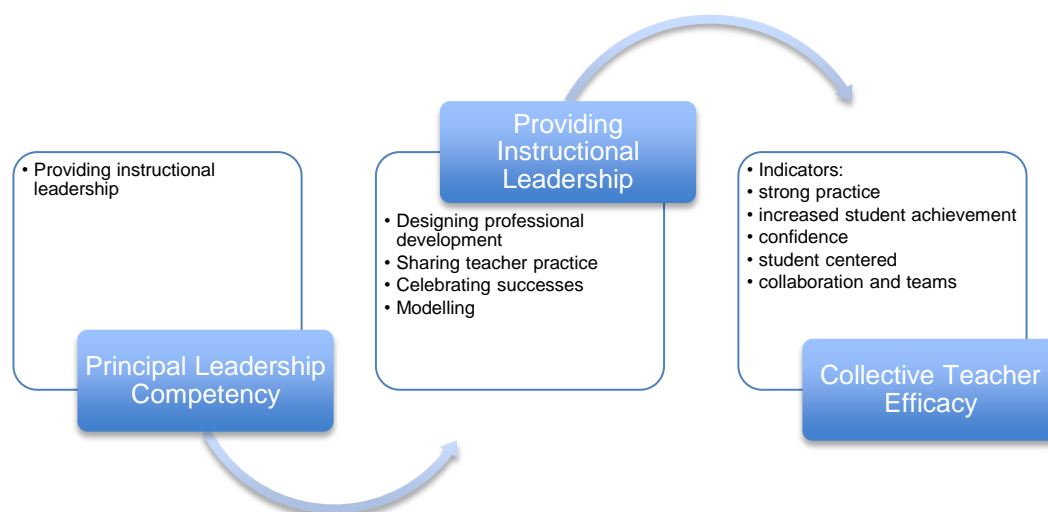 • Providing instructional
leadership
Principal Leadership
Competency
Providing
Instructional
Leadership
• Designing professional
development
• Sharing teacher practice
• Celebrating successes
• Modelling
• Indicators:
• strong practice
• increased student achievement
• confidence
• student centered
• collaboration and teams
Collective Teacher
Efficacy